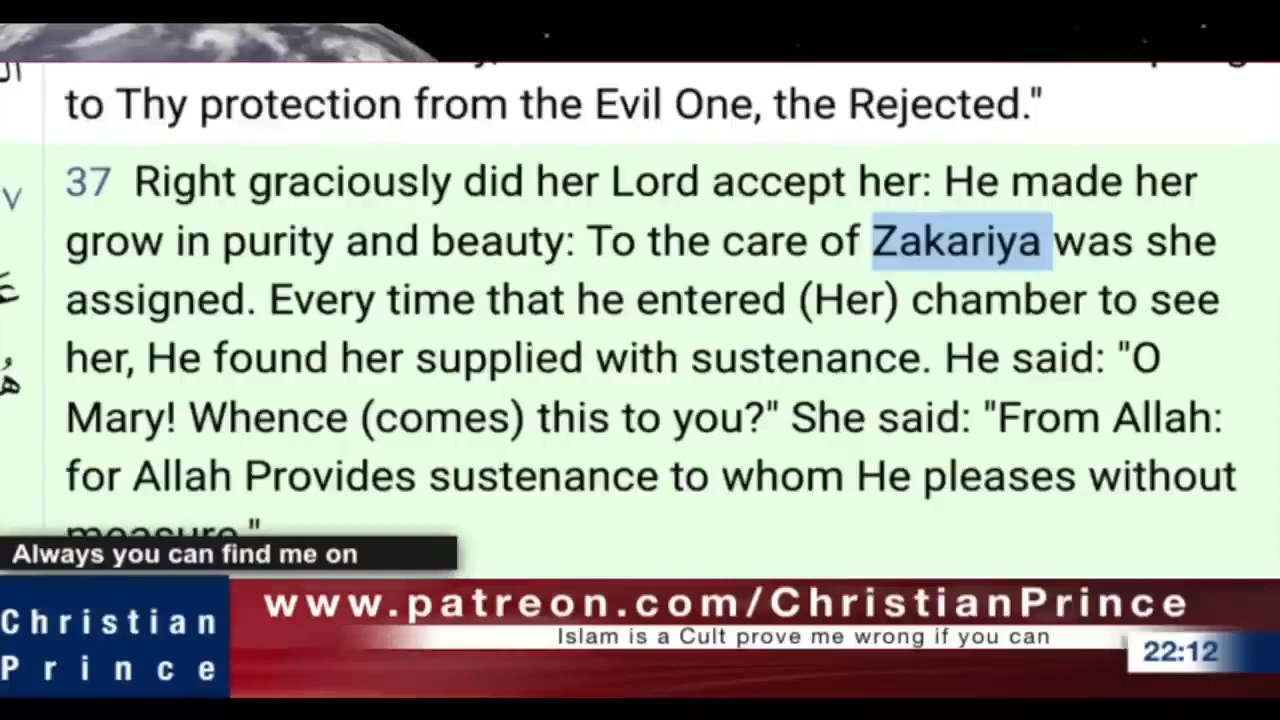 to Thy protection from the Evil One, the Rejected."
37 Right graciously did her Lord accept her: He made her
grow in purity and beauty: To the care of Zakariya was she
assigned. Every time that he entered (Her) chamber to see
her, He found her supplied with sustenance. He said: "O
Mary! Whence (comes) this to you?" She said: "From Allah:
for Allah Provides sustenance to whom He pleases without
measure."
Always you can find me on
Christian
Prince
www.patreon.com/ChristianPrince
Islam is a Cult prove me wrong if you can
22:12